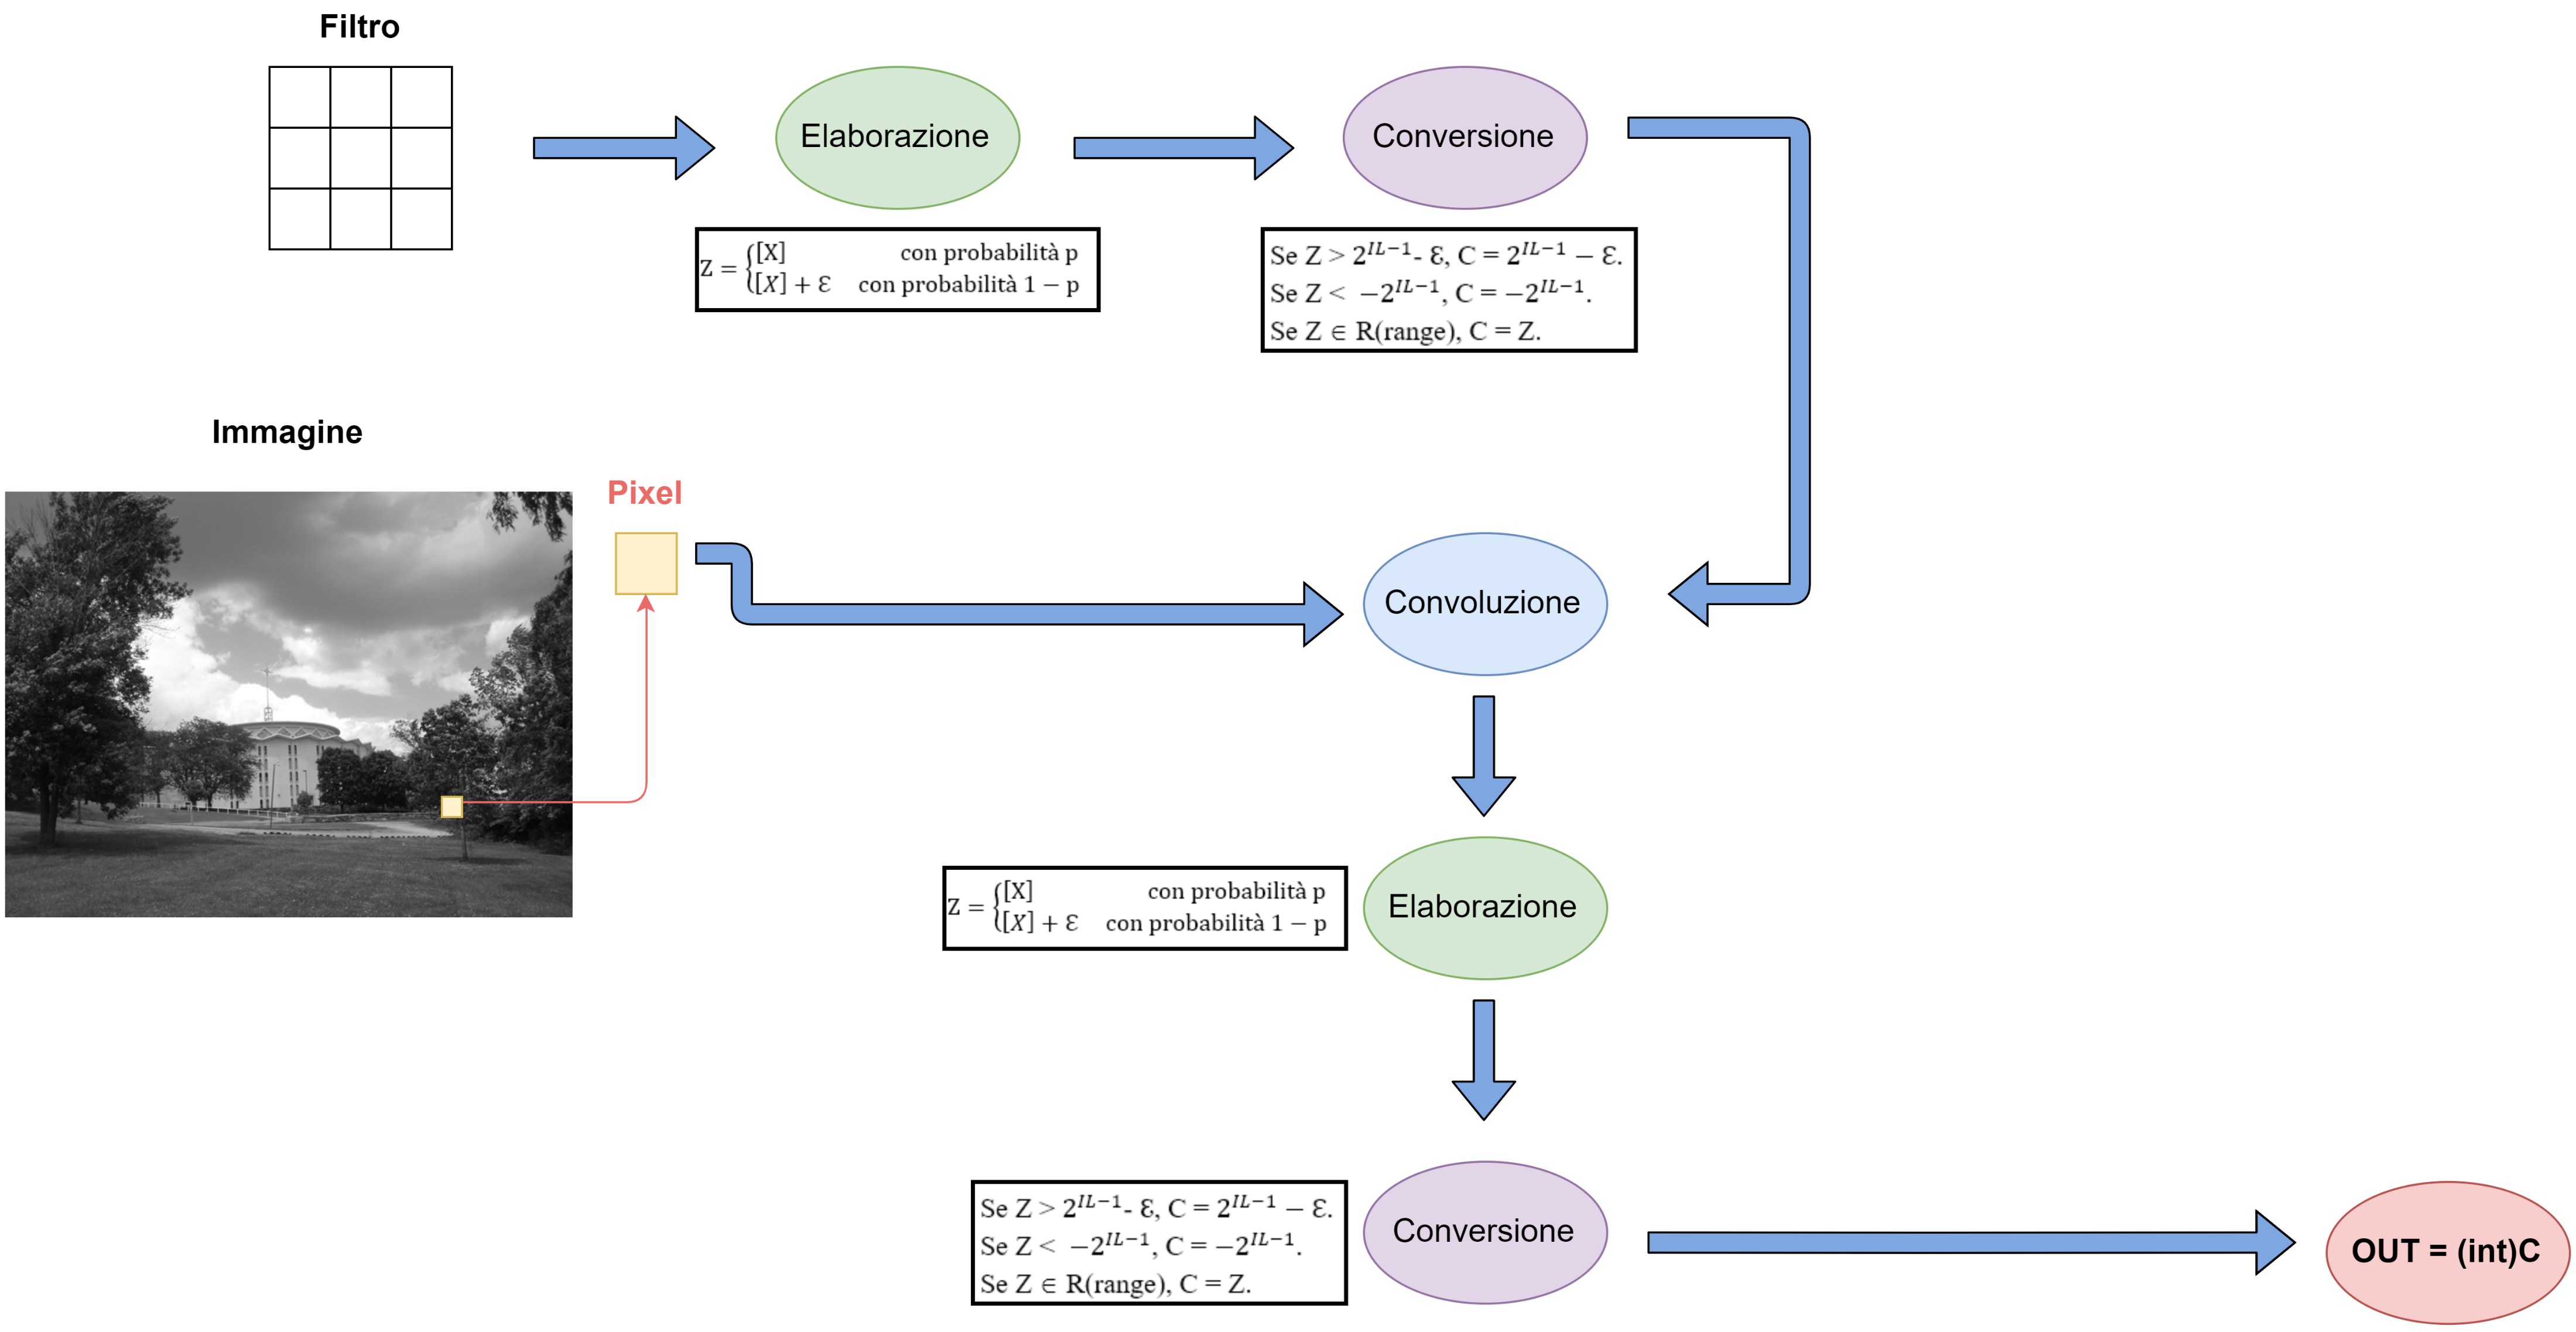 Filtro
Elaborazione
Conversione
Z = { [X] con probabilità p
[X] + Ɛ con probabilità 1 − p
Se Z > 2^{IL−1}- Ɛ, C = 2^{IL−1} − Ɛ.
Se Z < −2^{IL−1}, C = −2^{IL−1}.
Se Z ∈ R(range), C = Z.
Immagine
Pixel
Convoluzione
Z = { [X] con probabilità p
[X] + Ɛ con probabilità 1 − p
Elaborazione
Se Z > 2^{IL−1}- Ɛ, C = 2^{IL−1} − Ɛ.
Se Z < −2^{IL−1}, C = −2^{IL−1}.
Se Z ∈ R(range), C = Z.
Conversione
OUT = (int)C